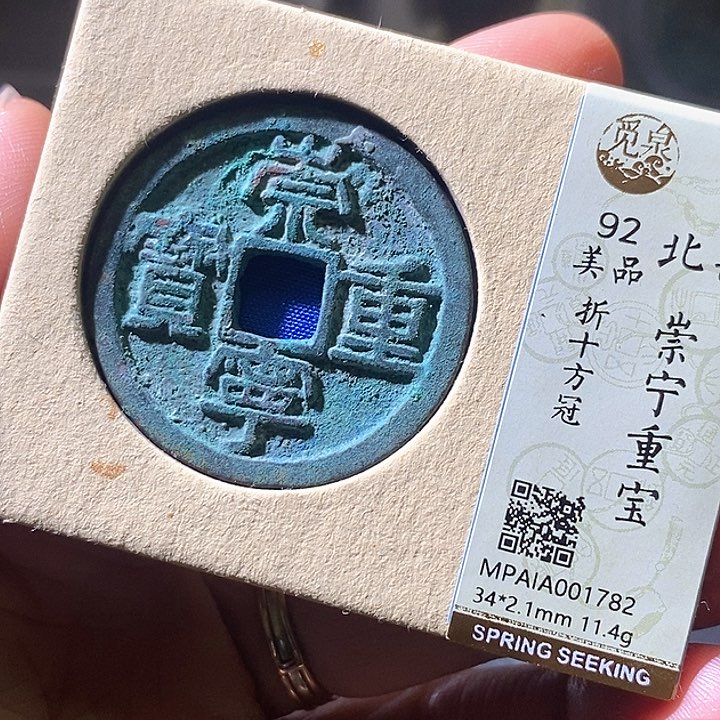 崇
重
寧
寶
觅泉
92
美品
折十方冠
北
崇宁重宝
MPAIA001782
34*2.1mm 11.4g
SPRING SEEKING